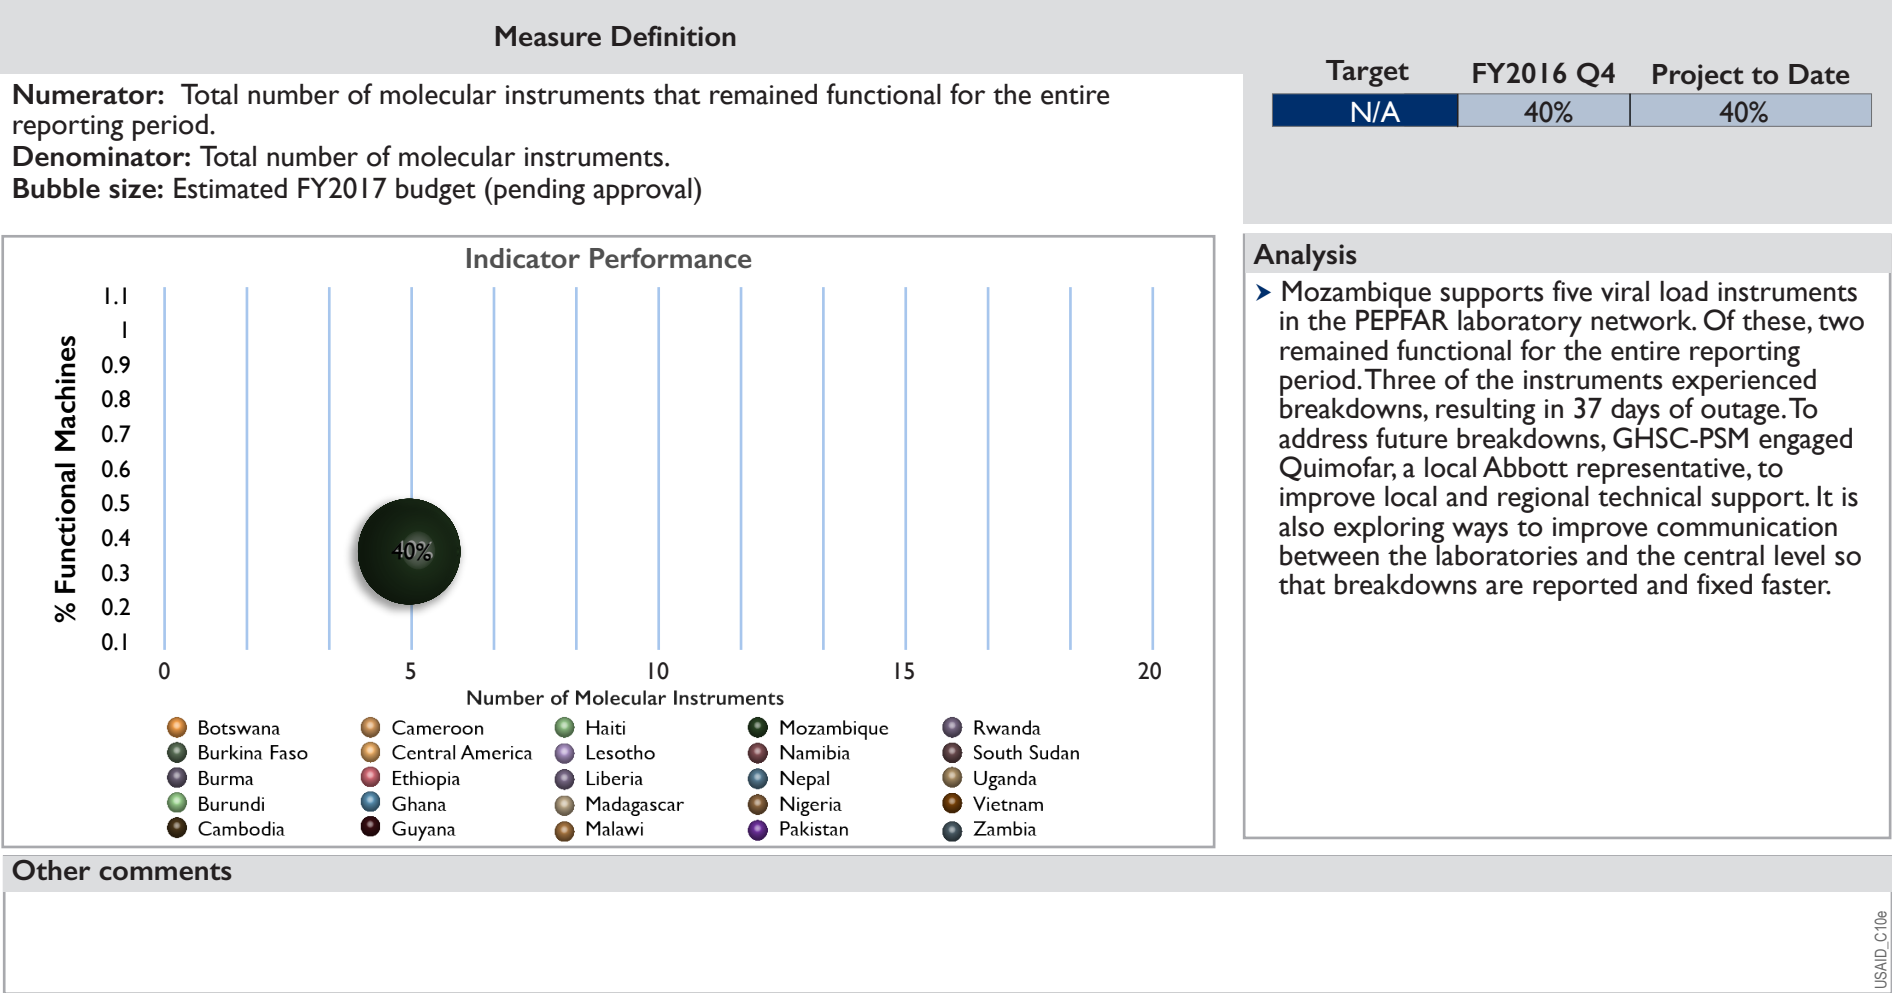 Measure Definition
Numerator: Total number of molecular instruments that remained functional for the entire
reporting period.
Denominator: Total number of molecular instruments.
Bubble size: Estimated FY2017 budget (pending approval)
Target FY2016 Q4 Project to Date
N/A 40% 40%
Indicator Performance
% Functional Machines
1.1
1
0.9
0.8
0.7
0.6
0.5
0.4
0.3
0.2
0.1
40%
0 5 10 15 20
Number of Molecular Instruments
Botswana Cameroon Haiti Mozambique Rwanda
Burkina Faso Central America Lesotho Namibia South Sudan
Burma Ethiopia Liberia Nepal Uganda
Burundi Ghana Madagascar Nigeria Vietnam
Cambodia Guyana Malawi Pakistan Zambia
Analysis
➤ Mozambique supports five viral load instruments
in the PEPFAR laboratory network. Of these, two
remained functional for the entire reporting
period. Three of the instruments experienced
breakdowns, resulting in 37 days of outage. To
address future breakdowns, GHSC-PSM engaged
Quimofar, a local Abbott representative, to
improve local and regional technical support. It is
also exploring ways to improve communication
between the laboratories and the central level so
that breakdowns are reported and fixed faster.
Other comments
USAID_C10e